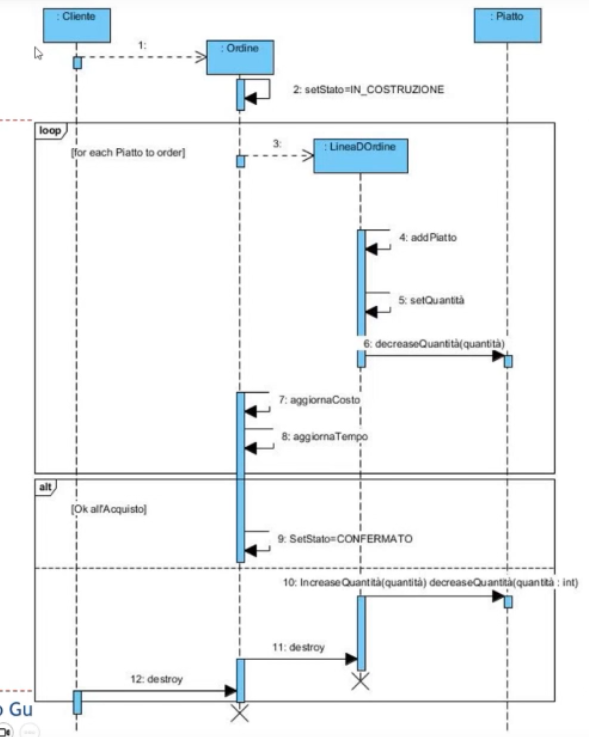 : Cliente
: Piatto
1:
: Ordine
2: setStato=IN_COSTRUZIONE
loop
[for each Piatto to order]
3:
: LineaDOrdine
4: addPiatto
5: setQuantità
6: decreaseQuantità(quantità)
7: aggiornaCosto
8: aggiornaTempo
alt
[Ok all'Acquisto]
9: SetStato=CONFERMATO
10: IncreaseQuantità(quantità) decreaseQuantità(quantità : int)
11: destroy
12: destroy
o Gu